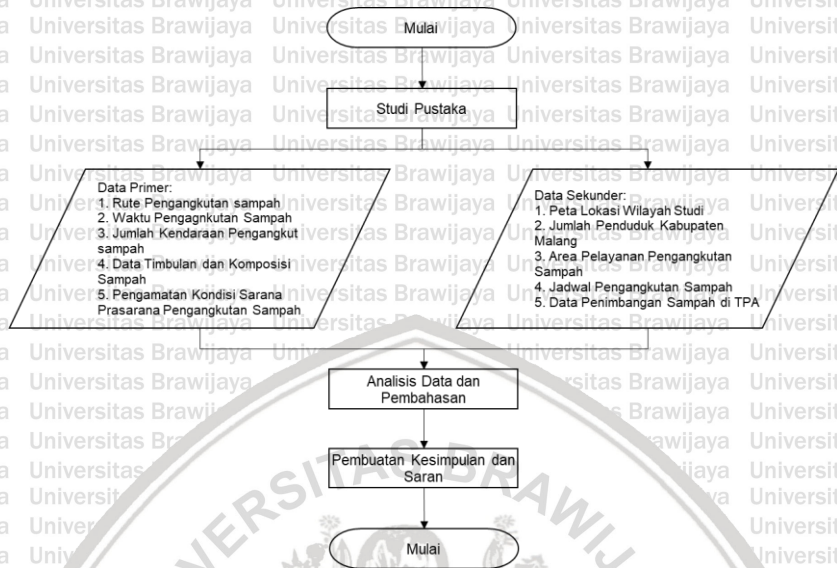 Mulai
Studi Pustaka
Data Primer:
1. Rute Pengangkutan sampah
2. Waktu Pengagnkutan Sampah
3. Jumlah Kendaraan Pengangkut
sampah
4. Data Timbulan dan Komposisi
Sampah
5. Pengamatan Kondisi Sarana
Prasarana Pengangkutan Sampah
Data Sekunder:
1. Peta Lokasi Wilayah Studi
2. Jumlah Penduduk Kabupaten
Malang
3. Area Pelayanan Pengangkutan
Sampah
4. Jadwal Pengangkutan Sampah
5. Data Penimbangan Sampah di TPA
Analisis Data dan
Pembahasan
Pembuatan Kesimpulan dan
Saran
Mulai